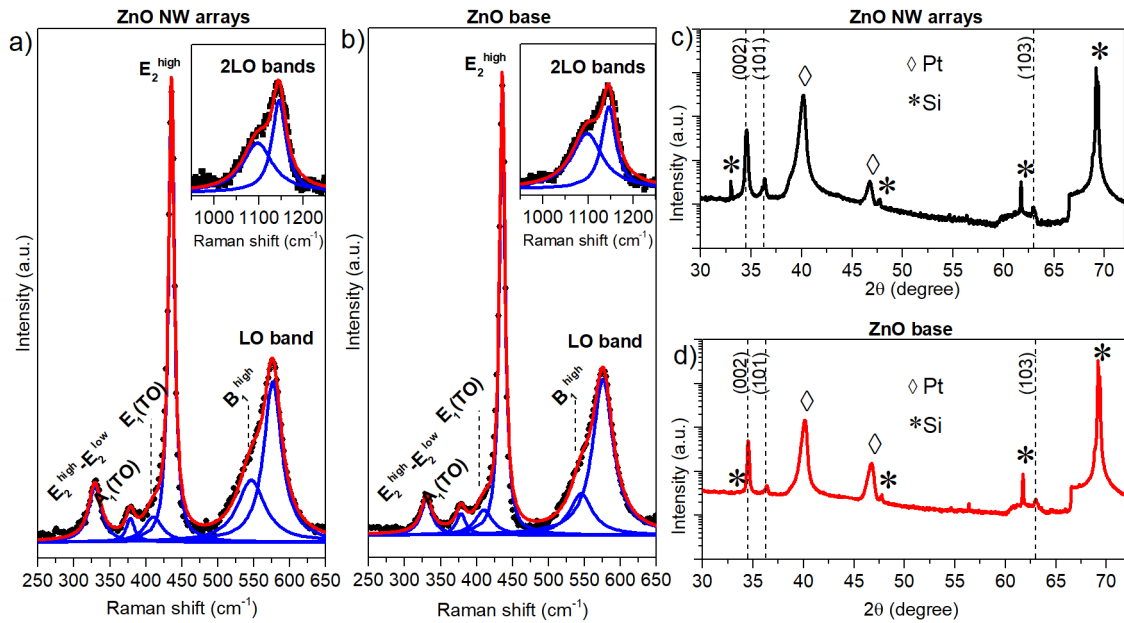 ZnO NW arrays
a)
E₂ʰⁱᵍʰ
2LO bands
950 1000 1100 1200
Raman shift (cm⁻¹)
LO band
B₁ʰⁱᵍʰ
E₁(TO)
A₁(TO)
E₂ʰⁱᵍʰ-E₂ˡᵒʷ
Intensity (a.u.)
250 300 350 400 450 500 550 600 650
Raman shift (cm⁻¹)
ZnO base
b)
E₂ʰⁱᵍʰ
2LO bands
1000 1100 1200
Raman shift (cm⁻¹)
LO band
B₁ʰⁱᵍʰ
E₁(TO)
A₁(TO)
E₂ʰⁱᵍʰ-E₂ˡᵒʷ
Intensity (a.u.)
250 300 350 400 450 500 550 600 650
Raman shift (cm⁻¹)
ZnO NW arrays
c)
(002)
(101)
(103)
◊ Pt
*Si
Intensity (a.u.)
30 35 40 45 50 55 60 65 70
2θ (degree)
ZnO base
d)
(002)
(101)
(103)
◊ Pt
*Si
Intensity (a.u.)
30 35 40 45 50 55 60 65 70
2θ (degree)